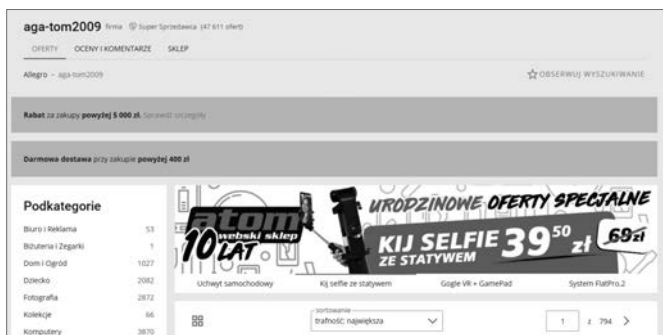 aga-tom2009 firma Super Sprzedawca (47 611 ofert)
OFERTY OCENY I KOMENTARZE SKLEP
Allegro - aga-tom2009
OBSERWUJ WYSZUKIWANIE
Rabat za zakupy powyżej 5 000 zł. Sprawdź szczegóły
Darmowa dostawa przy zakupie powyżej 400 zł
Podkategorie
Biuro i Reklama 53
Biżuteria i Zegarki 1
Dom i Ogród 1027
Dziecko 2082
Fotografia 2872
Kolekcje 66
Komputery 3870
atom
webski sklep
10 LAT
URODZINOWE OFERTY SPECJALNE
KIJ SELFIE
ZE STATYWEM
39 50 zł
69zł
Uchwyt samochodowy Kij selfie ze statywem Gogle VR + GamePad System FlatPro.2
sortowanie
trafność: największa
1 z 794